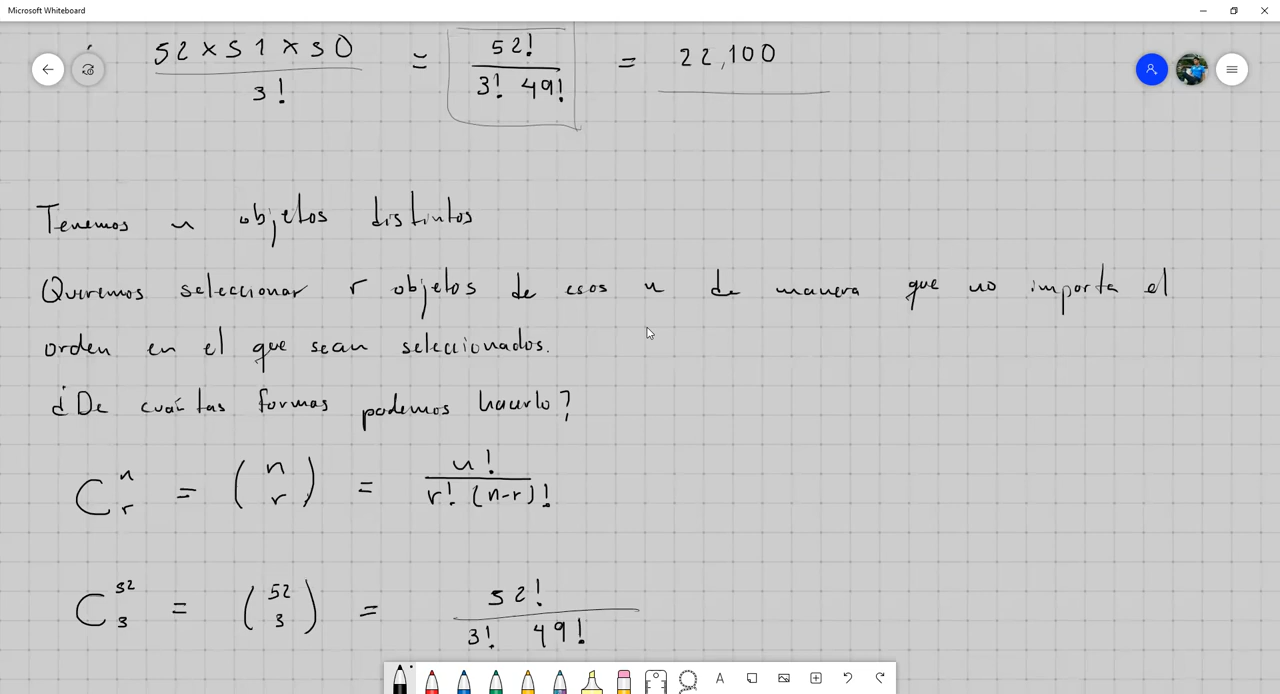 Microsoft Whiteboard
52 × 51 × 50 / 3! = 52! / 3! 49! = 22,100
Tenemos n objetos distintos
Queremos seleccionar r objetos de esos n de manera que no importa el
orden en el que sean seleccionados.
¿De cuántas formas podemos hacerlo?
C^n_r = (n r) = n! / r! (n-r)!
C^52_3 = (52 3) = 52! / 3! 49!
A